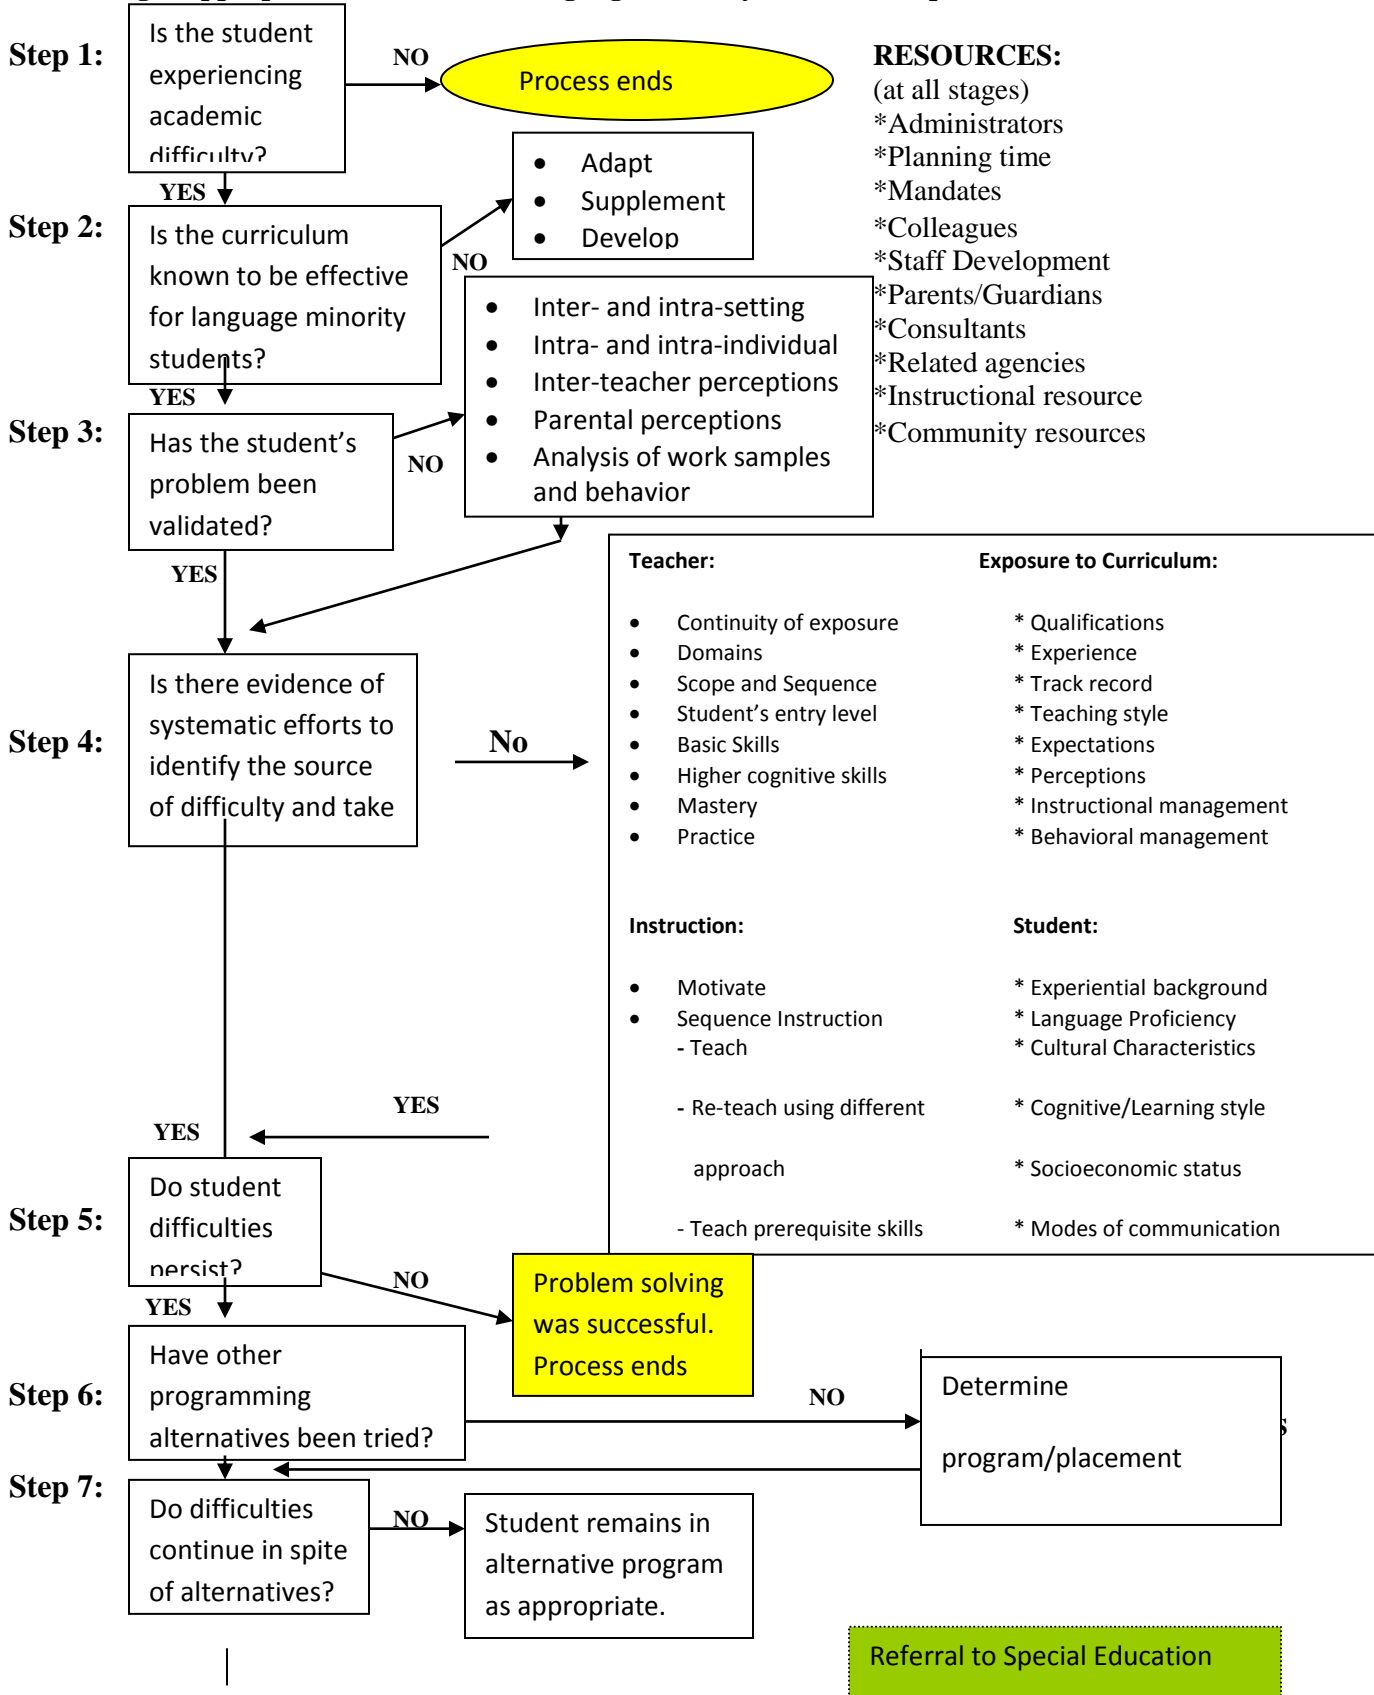 Step 1:
Is the student
experiencing
academic
difficulty?
NO
Process ends
RESOURCES:
(at all stages)
*Administrators
*Planning time
*Mandates
*Colleagues
*Staff Development
*Parents/Guardians
*Consultants
*Related agencies
*Instructional resource
*Community resources
YES
• Adapt
• Supplement
• Develop
Step 2:
Is the curriculum
known to be effective
for language minority
students?
NO
• Inter- and intra-setting
• Intra- and intra-individual
• Inter-teacher perceptions
• Parental perceptions
• Analysis of work samples
and behavior
YES
Step 3:
Has the student's
problem been
validated?
NO
YES
Step 4:
Is there evidence of
systematic efforts to
identify the source
of difficulty and take
No
Teacher: Exposure to Curriculum:
• Continuity of exposure * Qualifications
• Domains * Experience
• Scope and Sequence * Track record
• Student's entry level * Teaching style
• Basic Skills * Expectations
• Higher cognitive skills * Perceptions
• Mastery * Instructional management
• Practice * Behavioral management
Instruction: Student:
• Motivate * Experiential background
• Sequence Instruction * Language Proficiency
- Teach * Cultural Characteristics
- Re-teach using different * Cognitive/Learning style
approach * Socioeconomic status
- Teach prerequisite skills * Modes of communication
YES
YES
Step 5:
Do student
difficulties
persist?
NO
Problem solving
was successful.
Process ends
YES
Step 6:
Have other
programming
alternatives been tried?
NO
Determine
program/placement
Step 7:
Do difficulties
continue in spite
of alternatives?
NO
Student remains in
alternative program
as appropriate.
Referral to Special Education